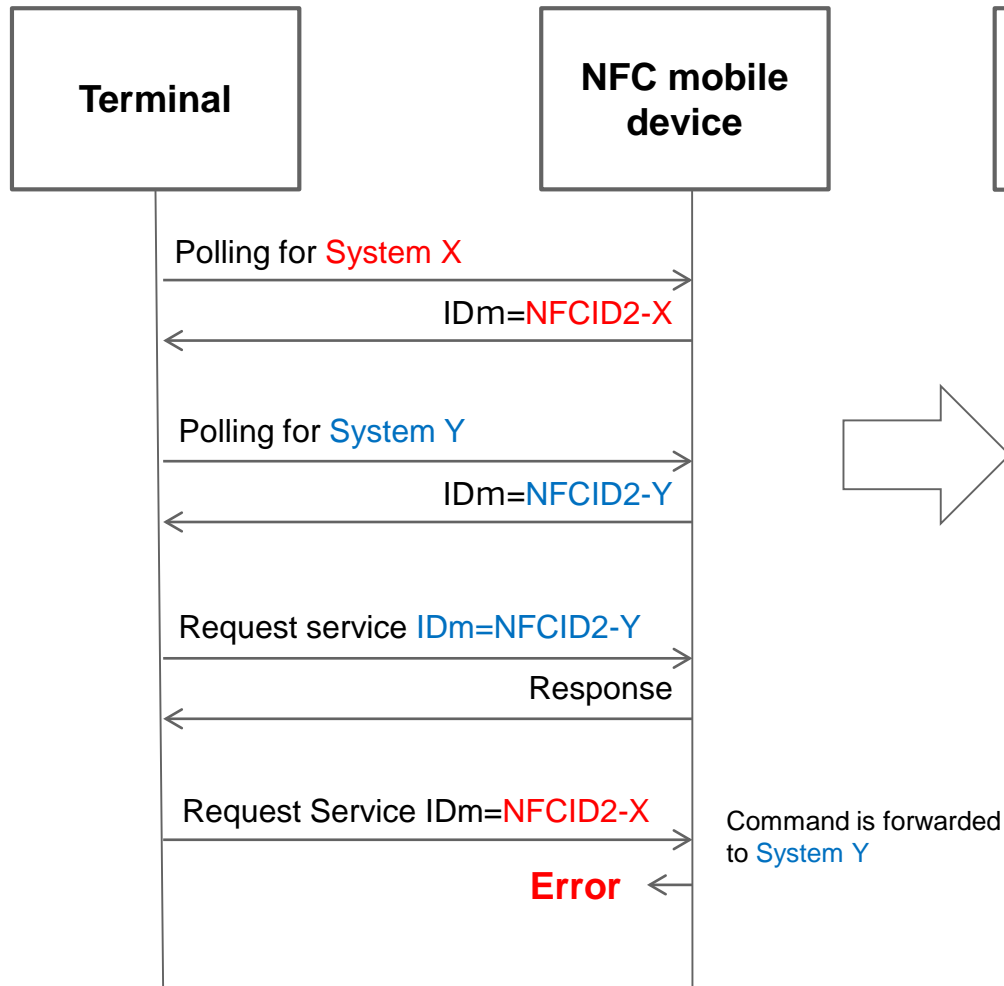 Terminal
NFC mobile
device
Polling for System X
IDm=NFCID2-X
Polling for System Y
IDm=NFCID2-Y
Request service IDm=NFCID2-Y
Response
Request Service IDm=NFCID2-X
Command is forwarded
to System Y
Error